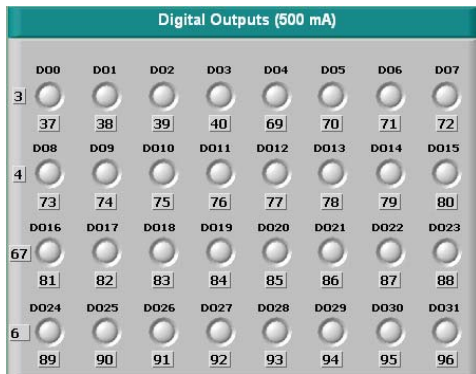 Digital Outputs (500 mA)
DO0 DO1 DO2 DO3 DO4 DO5 DO6 DO7
3
37 38 39 40 69 70 71 72
DO8 DO9 DO10 DO11 DO12 DO13 DO14 DO15
4
73 74 75 76 77 78 79 80
DO16 DO17 DO18 DO19 DO20 DO21 DO22 DO23
67
81 82 83 84 85 86 87 88
DO24 DO25 DO26 DO27 DO28 DO29 DO30 DO31
6
89 90 91 92 93 94 95 96